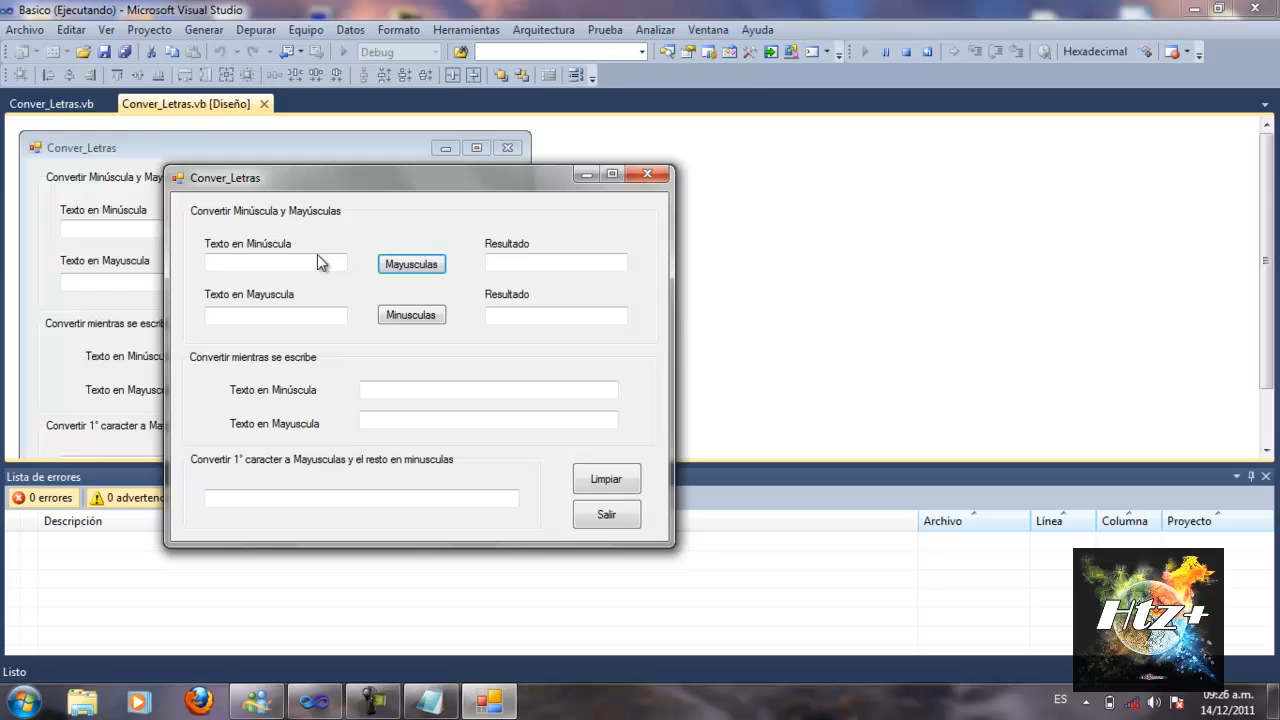 Basico (Ejecutando) - Microsoft Visual Studio
Archivo Editar Ver Proyecto Generar Depurar Equipo Datos Formato Herramientas Arquitectura Prueba Analizar Ventana Ayuda
Debug
Hexadecimal
Conver_Letras.vb Conver_Letras.vb [Diseño]
Conver_Letras
Convertir Minúscula y May
Texto en Minúscula
Texto en Mayuscula
Convertir mientras se escrib
Texto en Minúscu
Texto en Mayusc
Convertir 1° caracter a Ma
Conver_Letras
Convertir Minúscula y Mayúsculas
Texto en Minúscula
Mayusculas
Resultado
Texto en Mayuscula
Minusculas
Resultado
Convertir mientras se escribe
Texto en Minúscula
Texto en Mayuscula
Convertir 1° caracter a Mayusculas y el resto en minusculas
Limpiar
Salir
Lista de errores
0 errores 0 advertenc
Descripción Archivo Línea Columna Proyecto
Htz+
Listo
ES
09:26 a.m.
14/12/2011